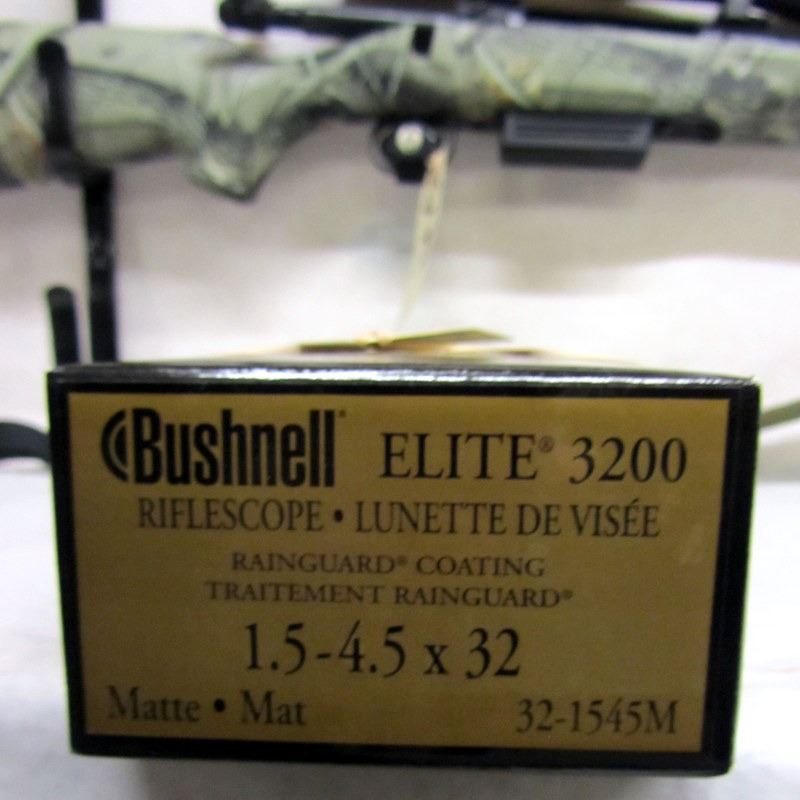 Bushnell® ELITE® 3200
RIFLESCOPE • LUNETTE DE VISÉE
RAINGUARD® COATING
TRAITEMENT RAINGUARD®
1.5-4.5 x 32
Matte • Mat 32-1545M